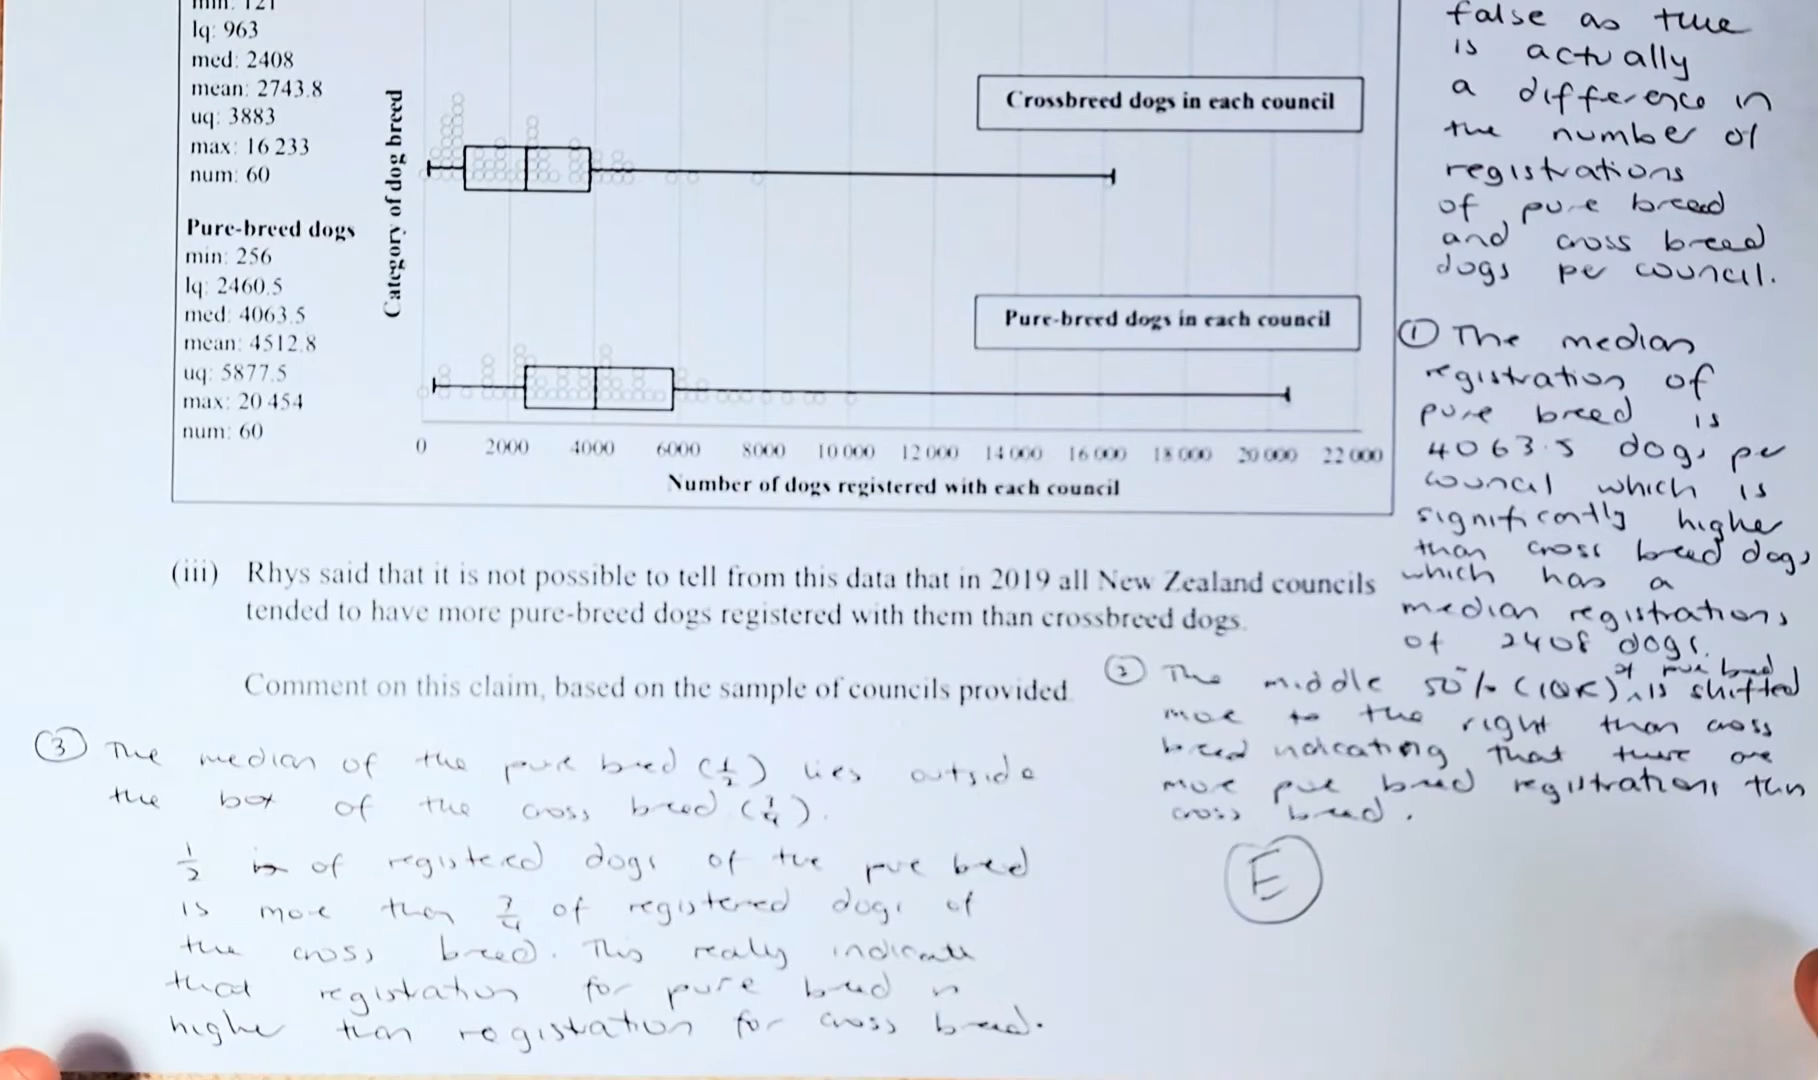 min: 121
lq: 963
med: 2408
mean: 2743.8
uq: 3883
max: 16 233
num: 60
Pure-breed dogs
min: 256
lq: 2460.5
med: 4063.5
mean: 4512.8
uq: 5877.5
max: 20 454
num: 60
Category of dog breed
Crossbreed dogs in each council
Pure-breed dogs in each council
0 2000 4000 6000 8000 10 000 12 000 14 000 16 000 18 000 20 000 22 000
Number of dogs registered with each council
(iii) Rhys said that it is not possible to tell from this data that in 2019 all New Zealand councils
tended to have more pure-breed dogs registered with them than crossbreed dogs.
Comment on this claim, based on the sample of councils provided.
false as there
is actually
a difference in
the number of
registrations
of pure breed
and cross breed
dogs per council.
① The median
registration of
pure breed is
4063.5 dogs per
council which is
significantly higher
than cross breed dogs
which has a
median registrations
of 2408 dogs.
② The middle 50% (IQR) of pure breed is shifted
more to the right than cross
breed indicating that there are
more pure breed registrations than
cross breed.
③ The median of the pure breed (1/2) lies outside
the box of the cross breed (3/4).
1/2 of registered dogs of the pure breed
is more than 3/4 of registered dogs of
the cross breed. This really indicate
that registration for pure breed is
higher than registration for cross breed.
E